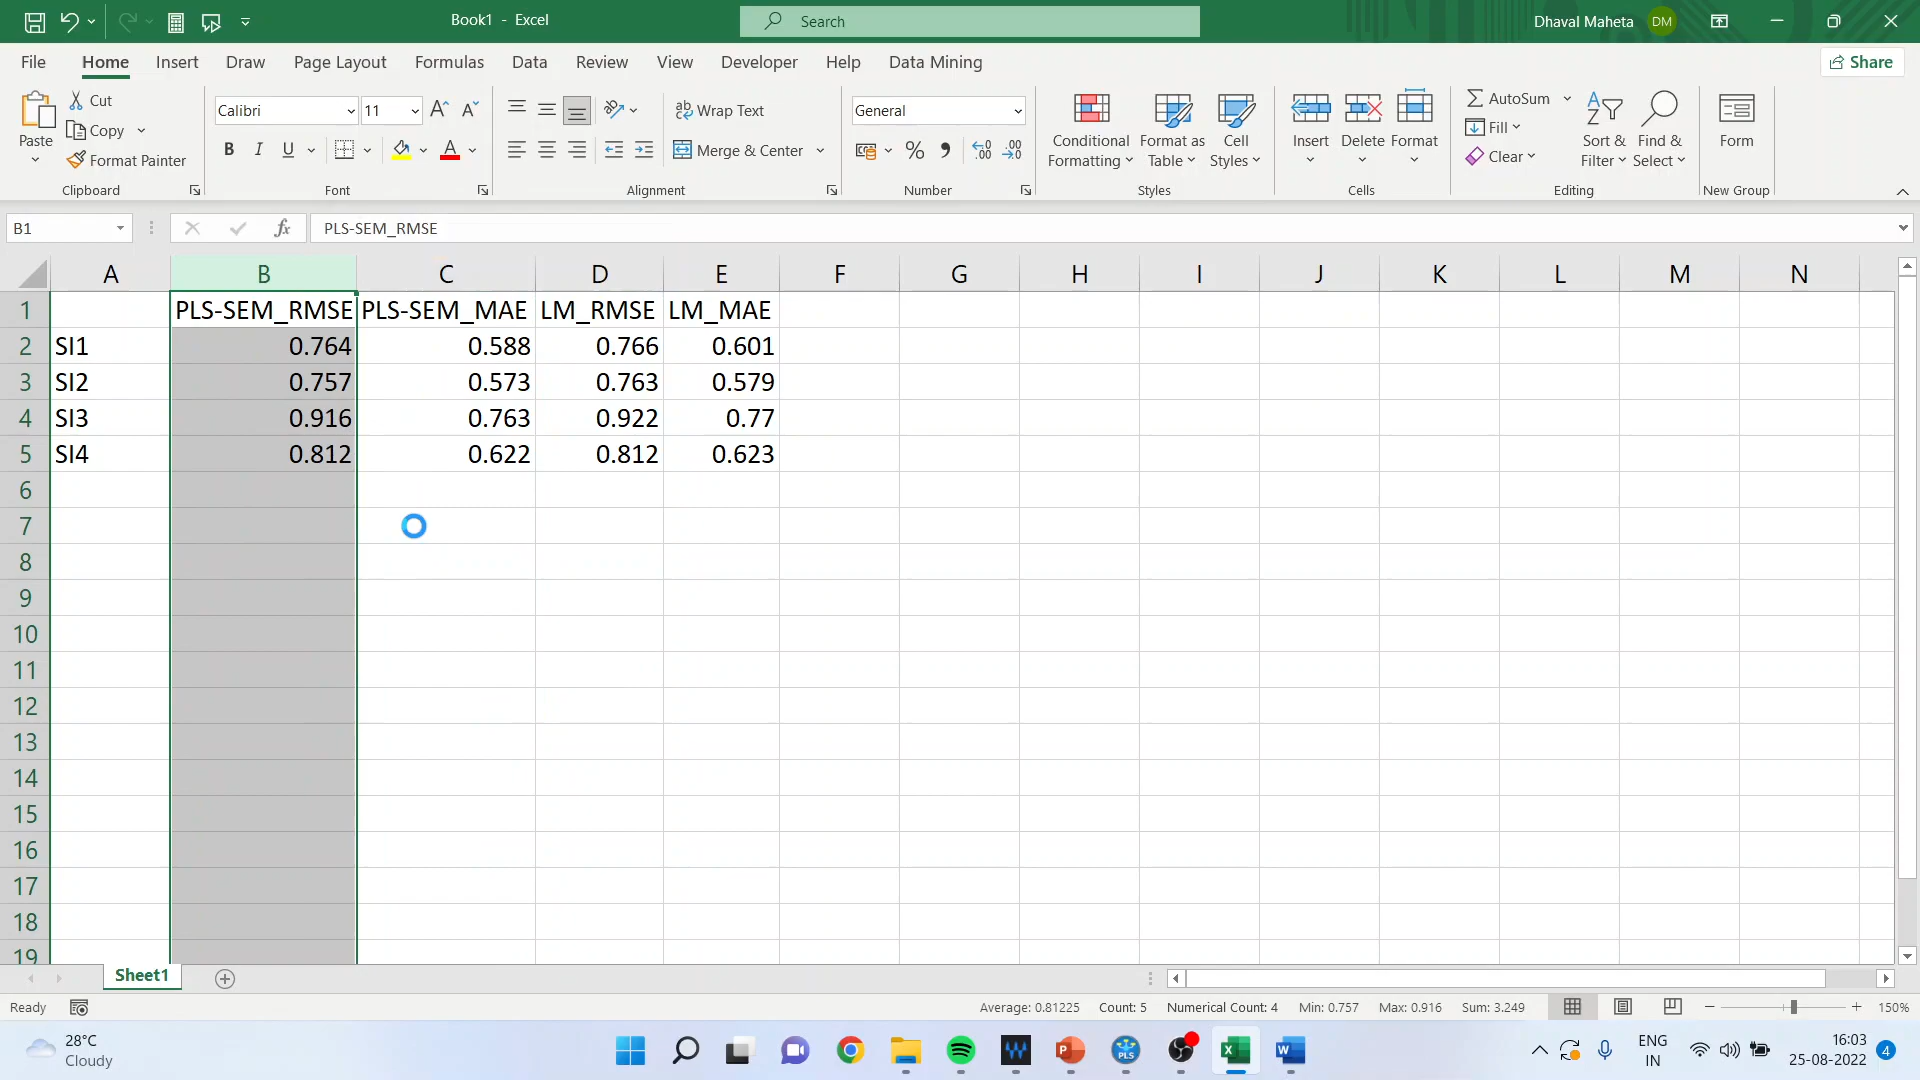 Book1 - Excel
Search
Dhaval Maheta DM
File Home Insert Draw Page Layout Formulas Data Review View Developer Help Data Mining Share
Paste
Cut
Copy
Format Painter
Clipboard
Calibri 11
B I U
Font
Wrap Text
Merge & Center
Alignment
General
Number
Conditional Formatting
Format as Table
Cell Styles
Styles
Insert Delete Format
Cells
AutoSum
Fill
Clear
Sort & Filter
Find & Select
Editing
Form
New Group
B1 fx PLS-SEM_RMSE
A B C D E F G H I J K L M N
1 PLS-SEM_RMSE PLS-SEM_MAE LM_RMSE LM_MAE
2 SI1 0.764 0.588 0.766 0.601
3 SI2 0.757 0.573 0.763 0.579
4 SI3 0.916 0.763 0.922 0.77
5 SI4 0.812 0.622 0.812 0.623
6
7
8
9
10
11
12
13
14
15
16
17
18
19
Sheet1
Ready Average: 0.81225 Count: 5 Numerical Count: 4 Min: 0.757 Max: 0.916 Sum: 3.249 150%
28°C
Cloudy
ENG
IN
16:03
25-08-2022
4